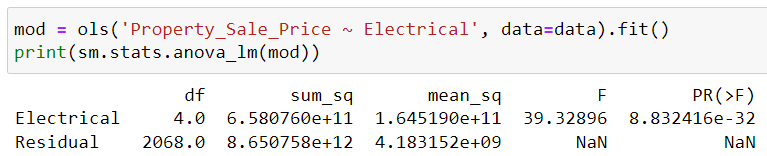 mod = ols('Property_Sale_Price ~ Electrical', data=data).fit()
print(sm.stats.anova_lm(mod))
df sum_sq mean_sq F PR(>F)
Electrical 4.0 6.580760e+11 1.645190e+11 39.32896 8.832416e-32
Residual 2068.0 8.650758e+12 4.183152e+09 NaN NaN